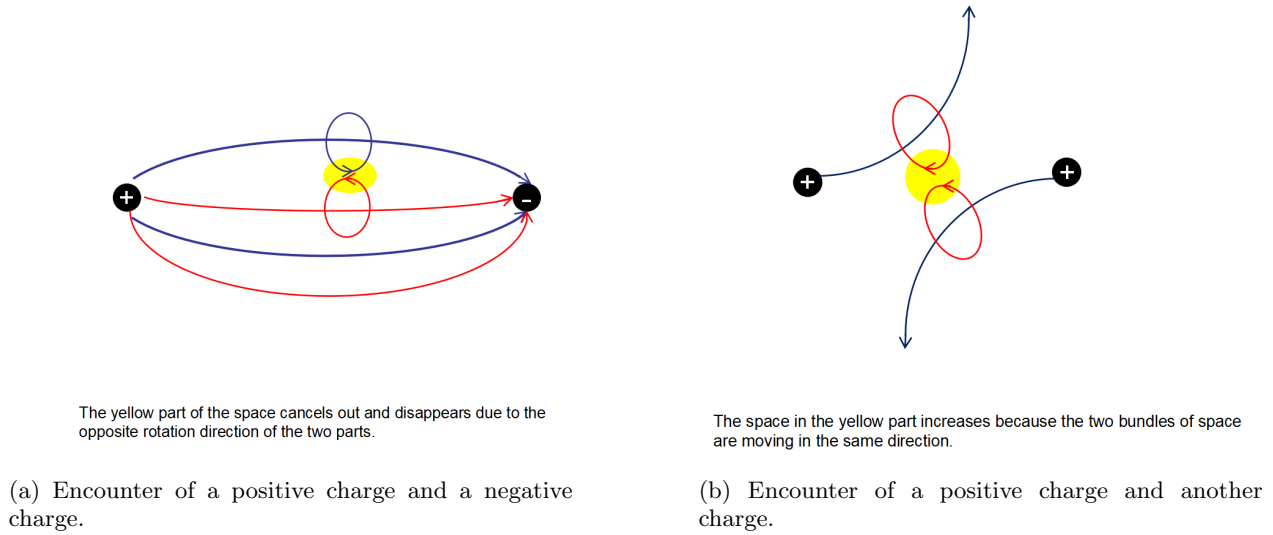 +
-
+
+
The yellow part of the space cancels out and disappears due to the
opposite rotation direction of the two parts.
The space in the yellow part increases because the two bundles of space
are moving in the same direction.
(a) Encounter of a positive charge and a negative
charge.
(b) Encounter of a positive charge and another
charge.